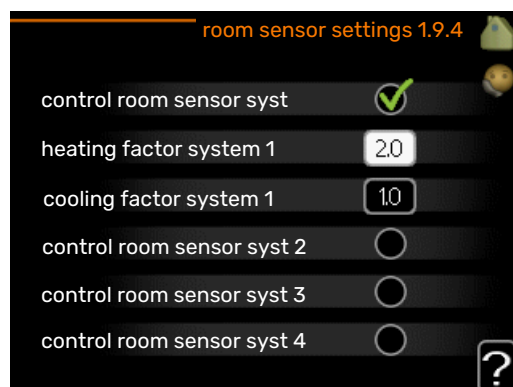 room sensor settings 1.9.4
control room sensor syst
heating factor system 1 2.0
cooling factor system 1 1.0
control room sensor syst 2
control room sensor syst 3
control room sensor syst 4
?